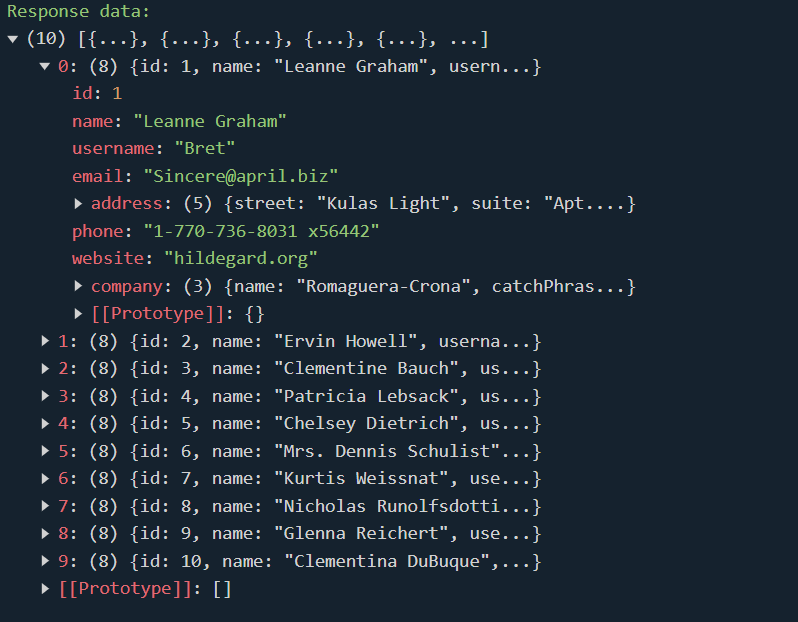 Response data:
▼ (10) [{...}, {...}, {...}, {...}, {...}, ...]
▼ 0: (8) {id: 1, name: "Leanne Graham", usern...}
id: 1
name: "Leanne Graham"
username: "Bret"
email: "Sincere@april.biz"
▶ address: (5) {street: "Kulas Light", suite: "Apt....}
phone: "1-770-736-8031 x56442"
website: "hildegard.org"
▶ company: (3) {name: "Romaguera-Crona", catchPhras...}
▶ [[Prototype]]: {}
▶ 1: (8) {id: 2, name: "Ervin Howell", userna...}
▶ 2: (8) {id: 3, name: "Clementine Bauch", us...}
▶ 3: (8) {id: 4, name: "Patricia Lebsack", us...}
▶ 4: (8) {id: 5, name: "Chelsey Dietrich", us...}
▶ 5: (8) {id: 6, name: "Mrs. Dennis Schulist"...}
▶ 6: (8) {id: 7, name: "Kurtis Weissnat", use...}
▶ 7: (8) {id: 8, name: "Nicholas Runolfsdotti...}
▶ 8: (8) {id: 9, name: "Glenna Reichert", use...}
▶ 9: (8) {id: 10, name: "Clementina DuBuque",...}
▶ [[Prototype]]: []